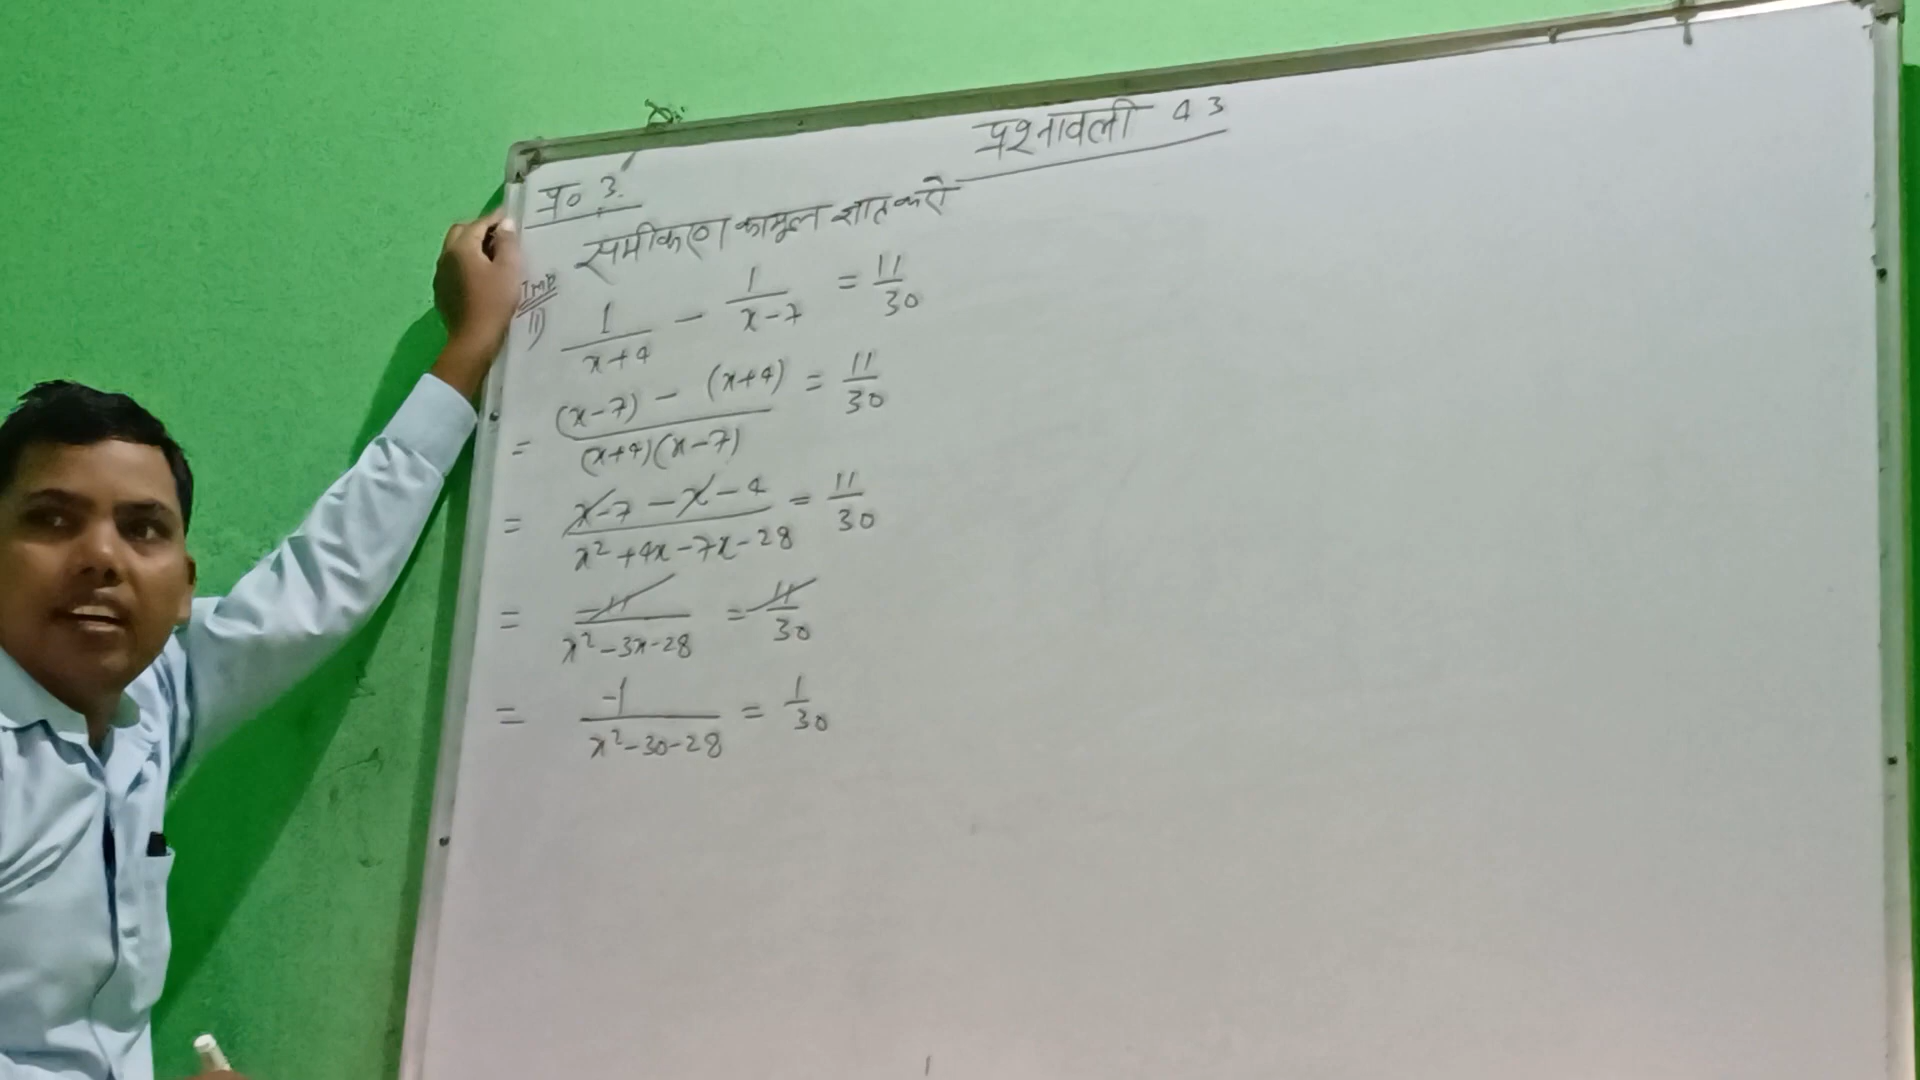 प्रश्नावली 4 3
प्र० 3.
समीकरण का मूल ज्ञात करो
IMP
11) 1/(x+4) - 1/(x-7) = 11/30
= ((x-7) - (x+4))/((x+4)(x-7)) = 11/30
= (x-7-x-4)/(x²+4x-7x-28) = 11/30
= -11/(x²-3x-28) = 11/30
= -1/(x²-30-28) = 1/30